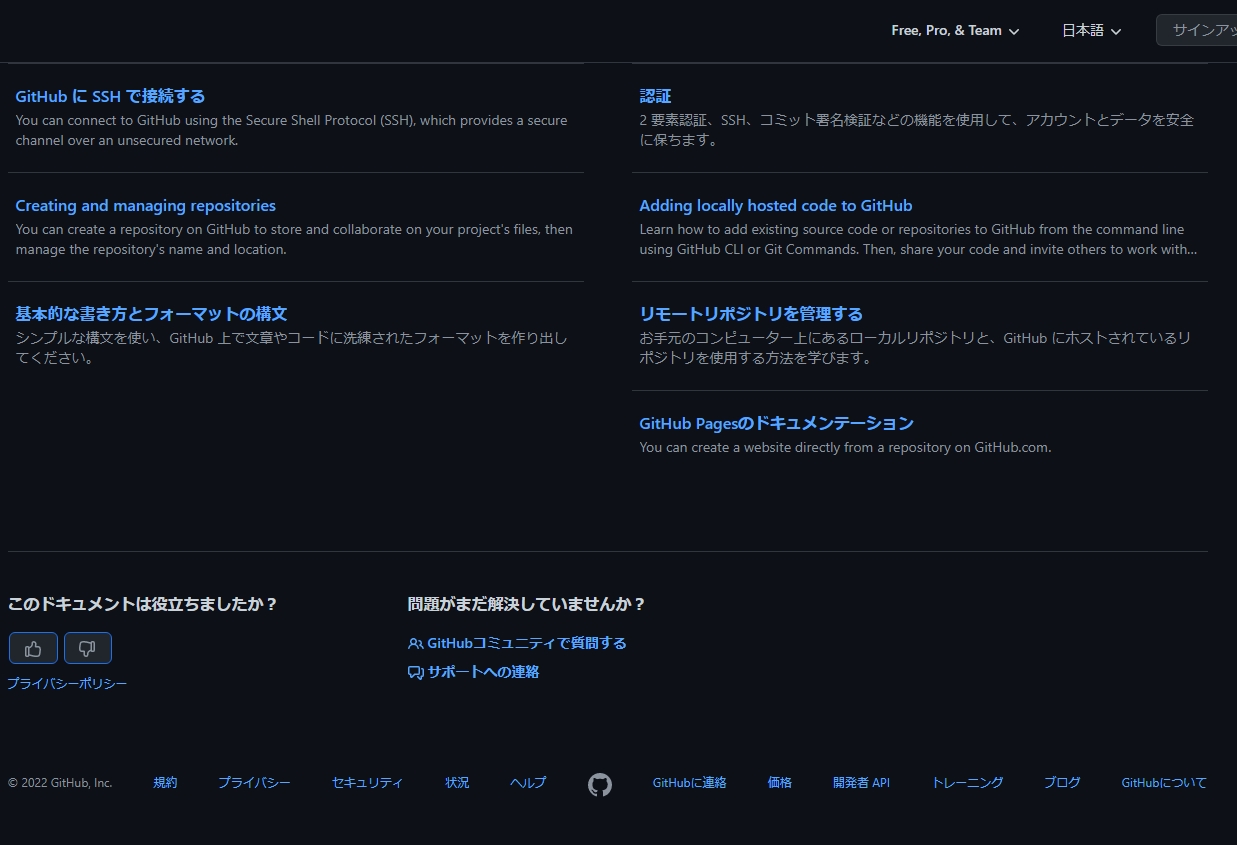 Free, Pro, & Team
日本語
サインアッ
GitHub に SSH で接続する
You can connect to GitHub using the Secure Shell Protocol (SSH), which provides a secure
channel over an unsecured network.
認証
2 要素認証、SSH、コミット署名検証などの機能を使用して、アカウントとデータを安全
に保ちます。
Creating and managing repositories
You can create a repository on GitHub to store and collaborate on your project's files, then
manage the repository's name and location.
Adding locally hosted code to GitHub
Learn how to add existing source code or repositories to GitHub from the command line
using GitHub CLI or Git Commands. Then, share your code and invite others to work with...
基本的な書き方とフォーマットの構文
シンプルな構文を使い、GitHub 上で文章やコードに洗練されたフォーマットを作り出し
てください。
リモートリポジトリを管理する
お手元のコンピューター上にあるローカルリポジトリと、GitHub にホストされているリ
ポジトリを使用する方法を学びます。
GitHub Pagesのドキュメンテーション
You can create a website directly from a repository on GitHub.com.
このドキュメントは役立ちましたか？
プライバシーポリシー
問題がまだ解決していませんか？
GitHubコミュニティで質問する
サポートへの連絡
© 2022 GitHub, Inc.
規約
プライバシー
セキュリティ
状況
ヘルプ
GitHubに連絡
価格
開発者 API
トレーニング
ブログ
GitHubについて